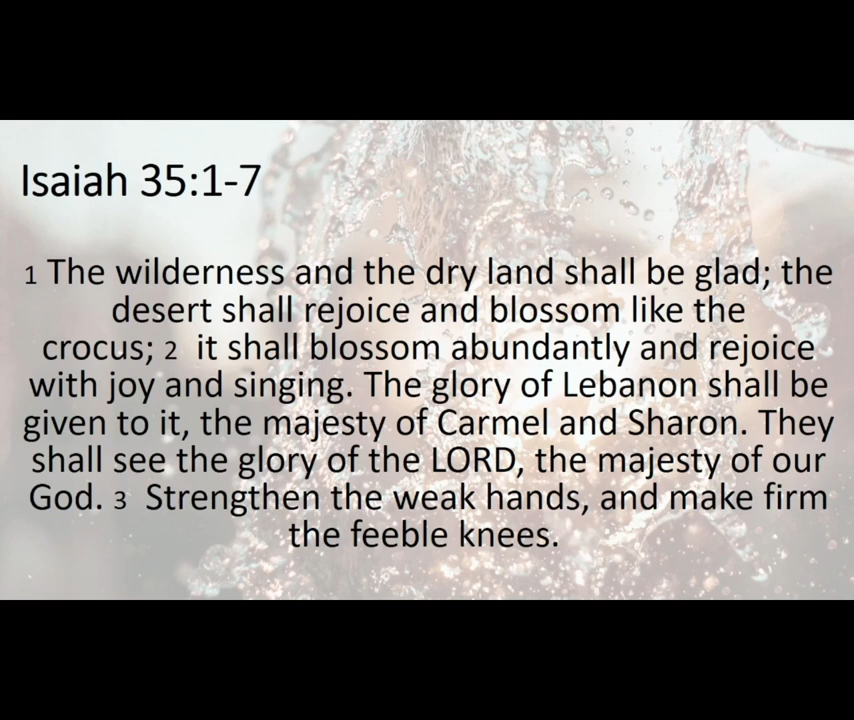 Isaiah 35:1-7
1 The wilderness and the dry land shall be glad; the
desert shall rejoice and blossom like the
crocus; 2 it shall blossom abundantly and rejoice
with joy and singing. The glory of Lebanon shall be
given to it, the majesty of Carmel and Sharon. They
shall see the glory of the LORD, the majesty of our
God. 3 Strengthen the weak hands, and make firm
the feeble knees.